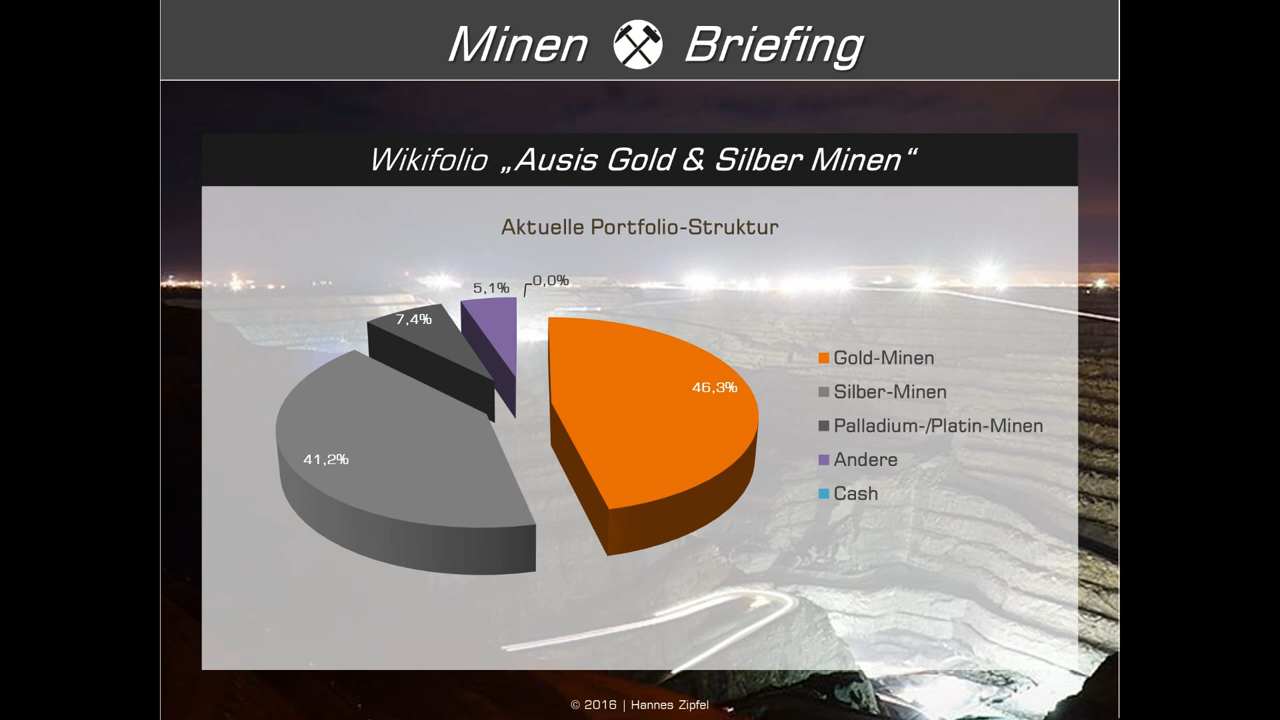 Minen Briefing
Wikifolio „Ausis Gold & Silber Minen“
Aktuelle Portfolio-Struktur
5,1%
0,0%
7,4%
46,3%
41,2%
Gold-Minen
Silber-Minen
Palladium-/Platin-Minen
Andere
Cash
© 2016 | Hannes Zipfel